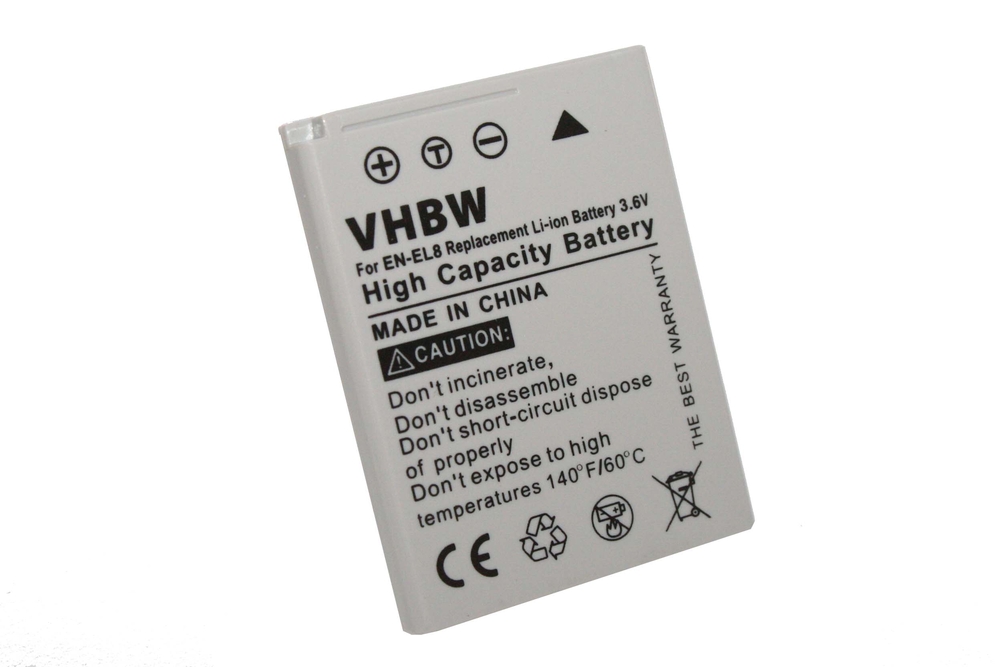 + T −
VHBW
For EN-EL8 Replacement Li-ion Battery 3.6V
High Capacity Battery
MADE IN CHINA
CAUTION:
Don't incinerate,
Don't disassemble
Don't short-circuit dispose
of properly
Don't expose to high
temperatures 140°F/60°C
THE BEST WARRANTY
CE